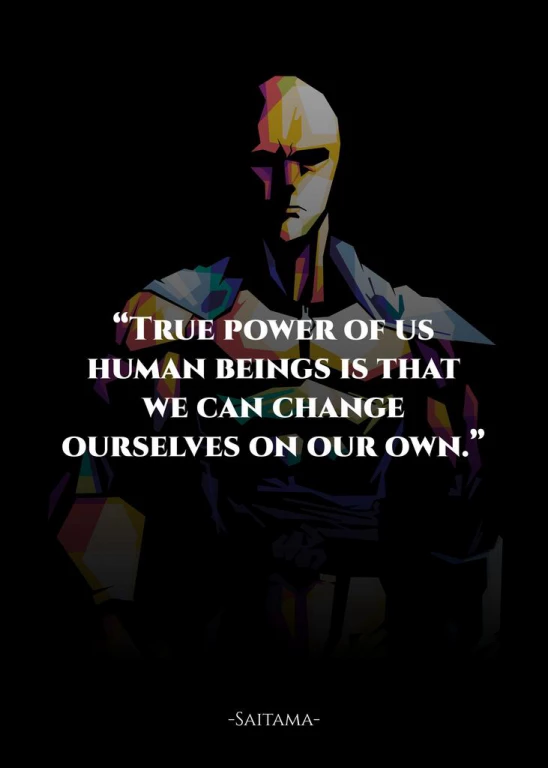 “True power of us
human beings is that
we can change
ourselves on our own.”
-Saitama-